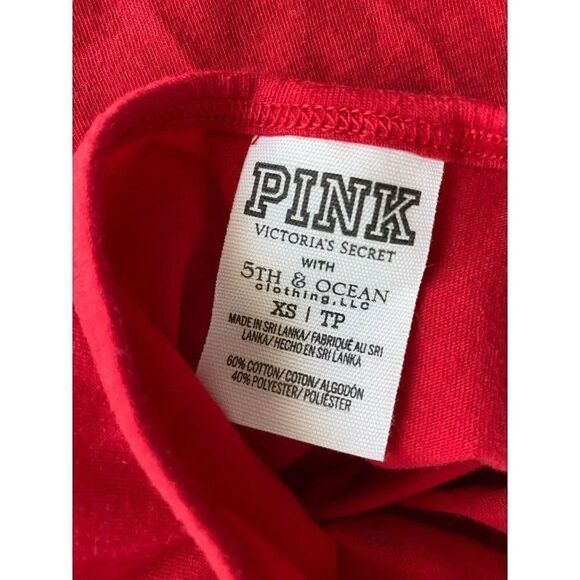 PINK
VICTORIA'S SECRET
WITH
5TH & OCEAN
clothing, LLC
XS | TP
MADE IN SRI LANKA/ FABRIQUÉ AU SRI
LANKA/ HECHO EN SRI LANKA
60% COTTON/ COTON/ ALGODÓN
40% POLYESTER/ POLIÉSTER